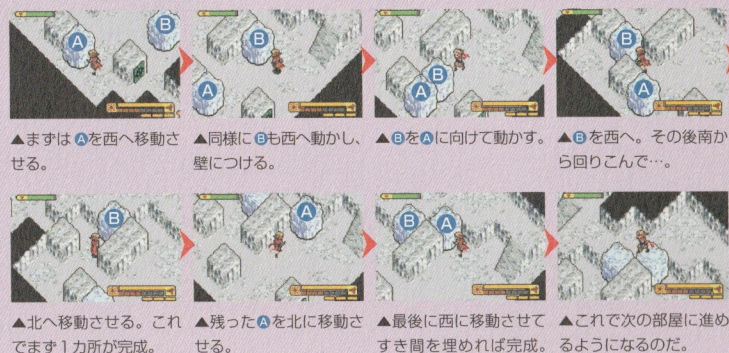 A
B
▲まずはAを西へ移動さ
せる。
B
A
▲同様にBも西へ動かし、
壁につける。
B
A
▲BをAに向けて動かす。
B
A
▲Bを西へ。その後南か
ら回りこんで…。
B
▲北へ移動させる。これ
でまず1カ所が完成。
A
▲残ったAを北に移動さ
せる。
B
A
▲最後に西に移動させて
すき間を埋めれば完成。
▲これで次の部屋に進め
るようになるのだ。